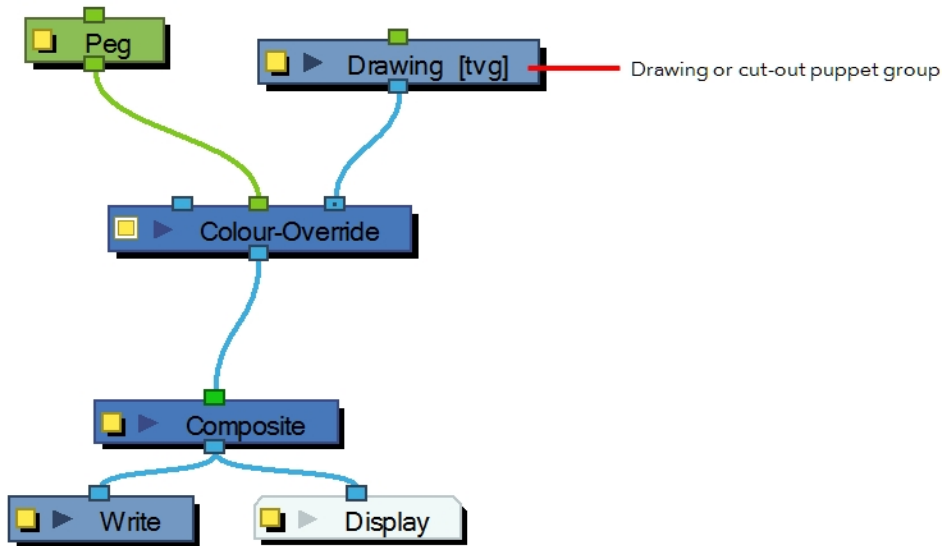 Peg
Drawing [tvg]
Drawing or cut-out puppet group
Colour-Override
Composite
Write
Display